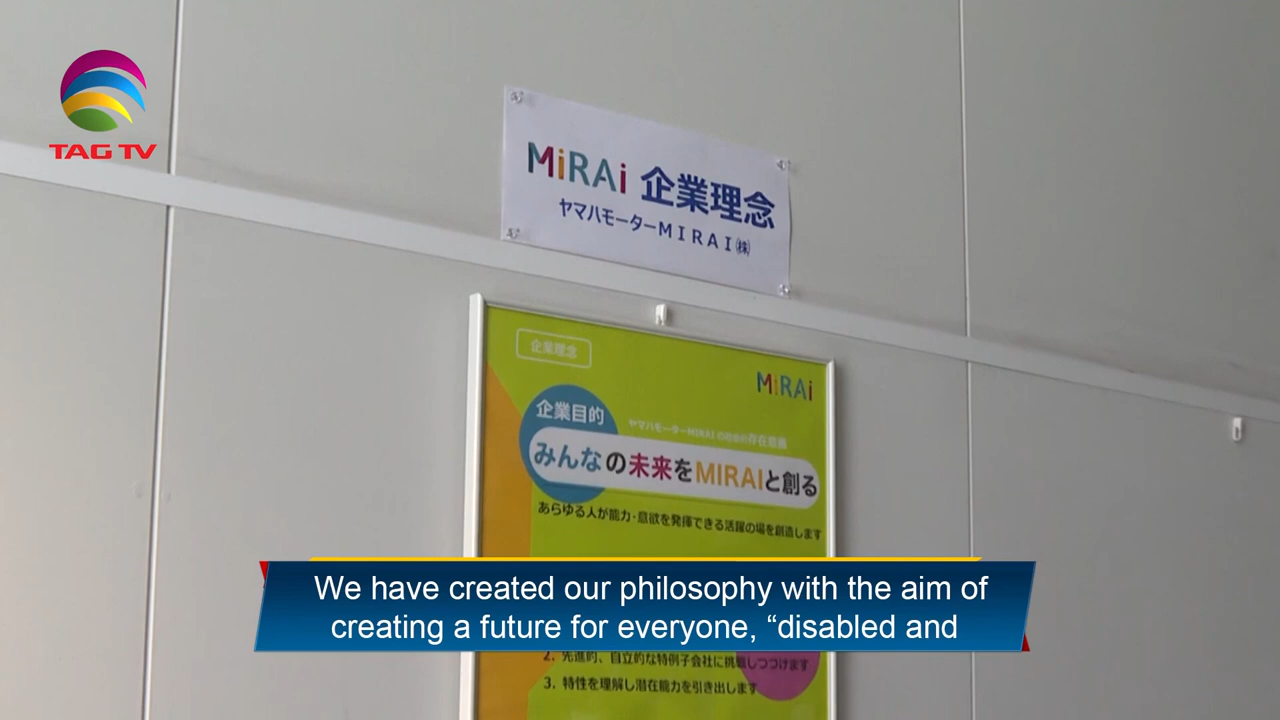 TAG TV
MiRAi 企業理念
ヤマハモーターMIRAI㈱
企業理念
MiRAi
企業目的
ヤマハモーターMIRAI の
みんなの未来をMIRAIと創る
あらゆる人が能力・意欲を発揮できる活躍の場を創造します
We have created our philosophy with the aim of
creating a future for everyone, “disabled and
2. 先進的、自立的な特例子会社に挑戦しつづけます
3. 特性を理解し潜在能力を引き出します